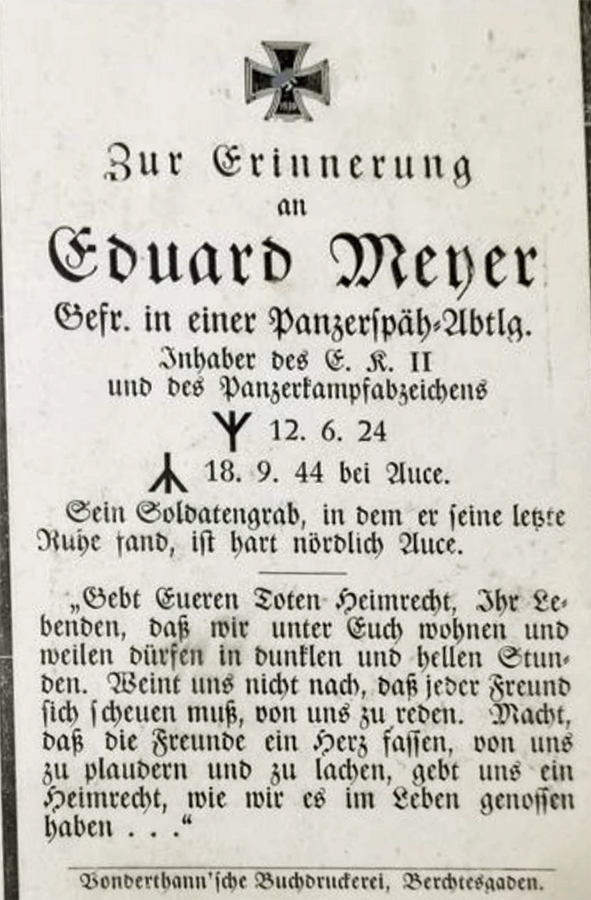 Zur Erinnerung
an
Eduard Meyer
Gefr. in einer Panzerspäh-Abtlg.
Inhaber des E. K. II
und des Panzerkampfabzeichens
ᛉ 12. 6. 24
ᛦ 18. 9. 44 bei Auce.
Sein Soldatengrab, in dem er seine letzte
Ruhe fand, ist hart nördlich Auce.
„Gebt Eueren Toten Heimrecht, Ihr Le-
benden, daß wir unter Euch wohnen und
weilen dürfen in dunklen und hellen Stun-
den. Weint uns nicht nach, daß jeder Freund
sich scheuen muß, von uns zu reden. Macht,
daß die Freunde ein Herz fassen, von uns
zu plaudern und zu lachen, gebt uns ein
Heimrecht, wie wir es im Leben genossen
haben . . .“
Vonderthann'sche Buchdruckerei, Berchtesgaden.